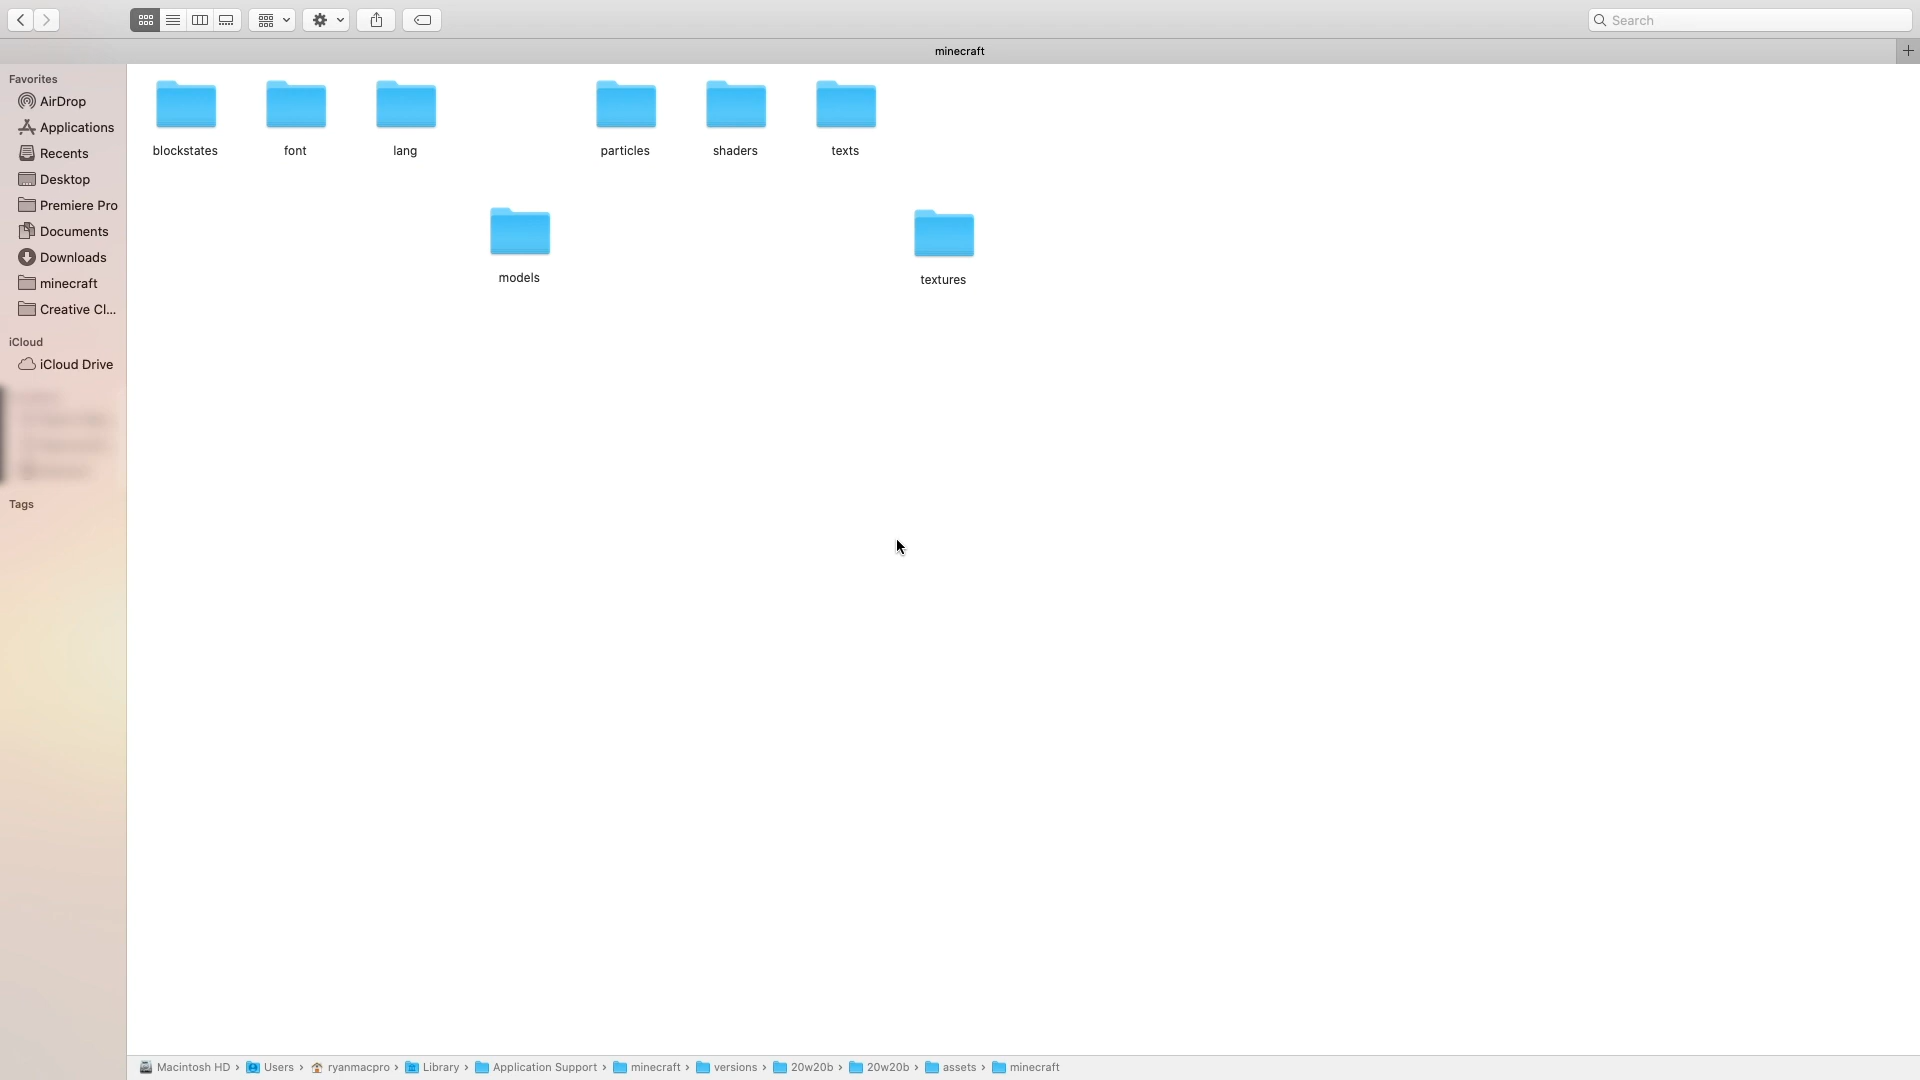 Search
minecraft
Favorites
AirDrop
Applications
Recents
Desktop
Premiere Pro
Documents
Downloads
minecraft
Creative Cl...
iCloud
iCloud Drive
Tags
blockstates font lang particles shaders texts
models textures
Macintosh HD › Users › ryanmacpro › Library › Application Support › minecraft › versions › 20w20b › 20w20b › assets › minecraft